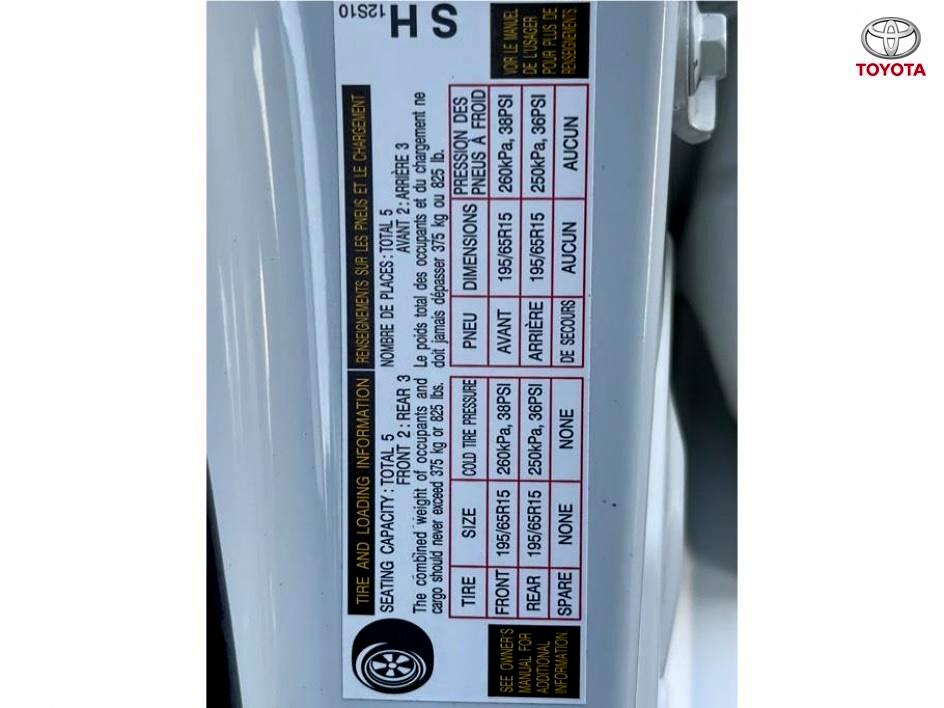 TOYOTA
TIRE AND LOADING INFORMATION
RENSEIGNEMENTS SUR LES PNEUS ET LE CHARGEMENT
SEATING CAPACITY : TOTAL 5
FRONT 2 : REAR 3
The combined weight of occupants and
cargo should never exceed 375 kg or 825 lbs.
NOMBRE DE PLACES : TOTAL 5
AVANT 2 : ARRIÈRE 3
Le poids total des occupants et du chargement ne
doit jamais dépasser 375 kg ou 825 lb.
TIRE SIZE COLD TIRE PRESSURE
FRONT 195/65R15 260kPa, 38PSI
REAR 195/65R15 250kPa, 36PSI
SPARE NONE NONE
PNEU DIMENSIONS PRESSION DES PNEUS À FROID
AVANT 195/65R15 260kPa, 38PSI
ARRIÈRE 195/65R15 250kPa, 36PSI
DE SECOURS AUCUN AUCUN
SEE OWNER'S
MANUAL FOR
ADDITIONAL
INFORMATION
VOIR LE MANUEL
DE L'USAGER
POUR PLUS DE
RENSEIGNEMENTS.
12S10
S H